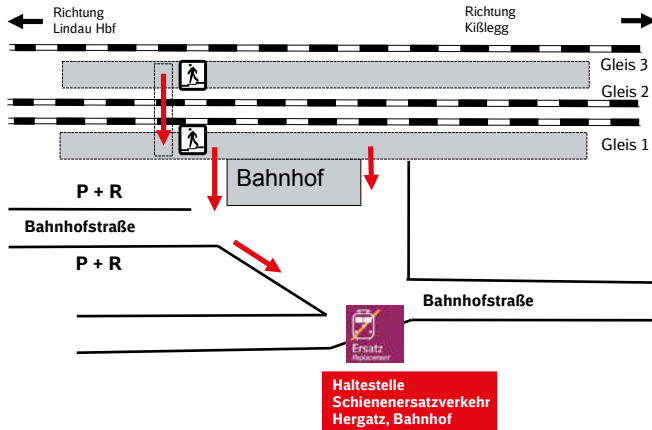 Richtung
Lindau Hbf
Richtung
Kißlegg
Gleis 3
Gleis 2
Gleis 1
Bahnhof
P + R
Bahnhofstraße
P + R
Bahnhofstraße
Ersatz
Replacement
Haltestelle
Schienenersatzverkehr
Hergatz, Bahnhof